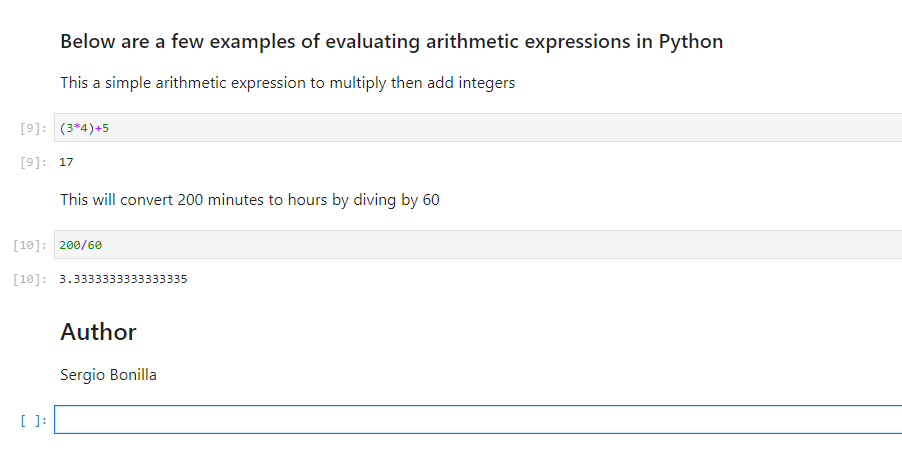 Below are a few examples of evaluating arithmetic expressions in Python
This a simple arithmetic expression to multiply then add integers
[9]: (3*4)+5
[9]: 17
This will convert 200 minutes to hours by diving by 60
[10]: 200/60
[10]: 3.3333333333333335
Author
Sergio Bonilla
[ ]: